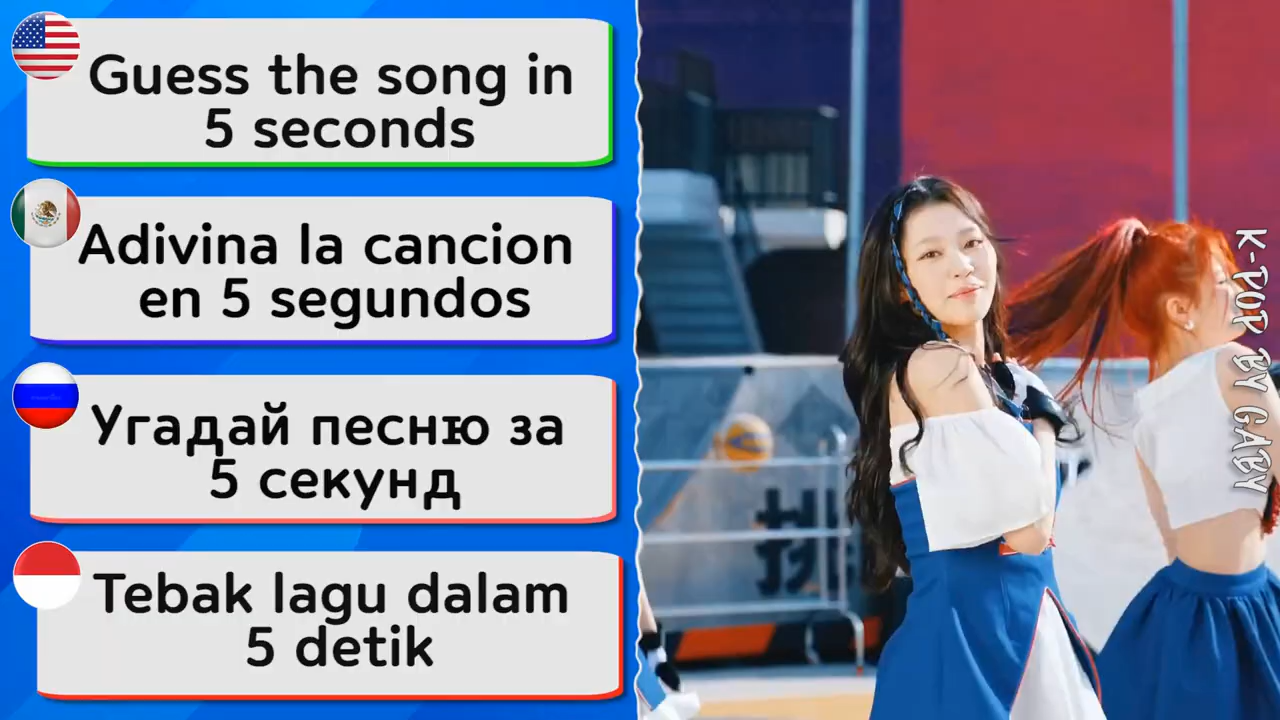 Guess the song in
5 seconds
Adivina la cancion
en 5 segundos
Угадай песню за
5 секунд
Tebak lagu dalam
5 detik
挑
K-POP BY GABY